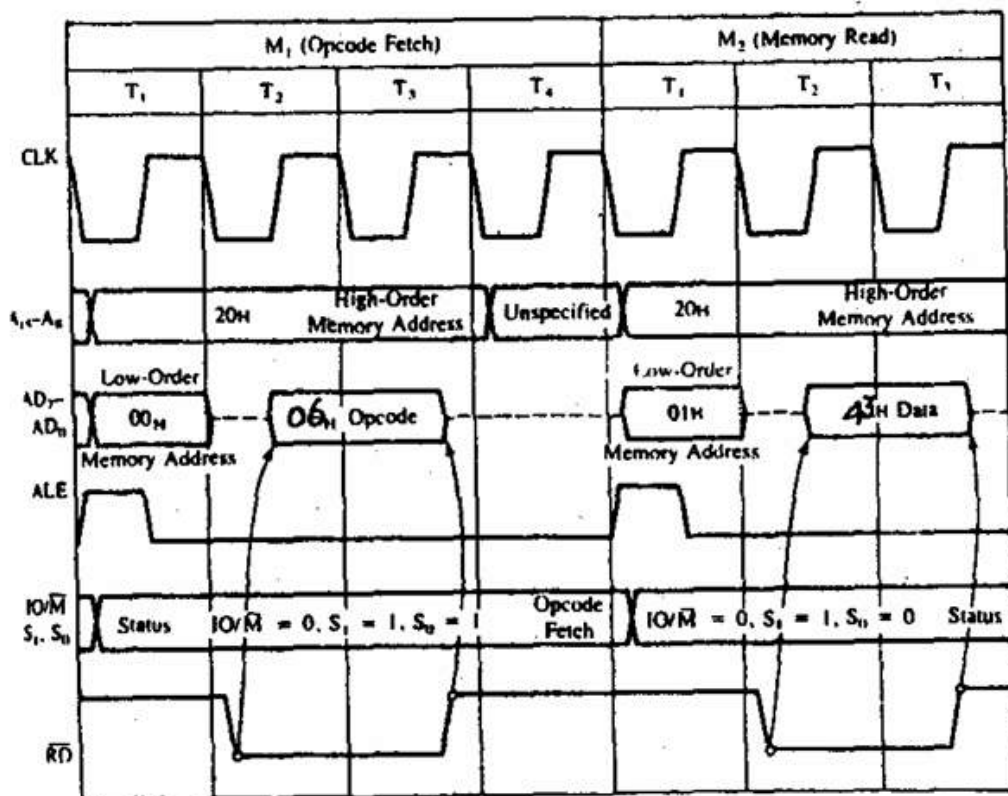 M₁ (Opcode Fetch) M₂ (Memory Read)
T₁ T₂ T₃ T₄ T₁ T₂ T₃
CLK
A₁₅–A₈ 20H High-Order Memory Address Unspecified 20H High-Order Memory Address
Low-Order Low-Order
AD₇– AD₀ 00H 06H Opcode 01H 43H Data
Memory Address Memory Address
ALE
IO/M̅ Opcode
S₁, S₀ Status IO/M̅ = 0, S₁ = 1, S₀ = 1 Fetch IO/M̅ = 0, S₁ = 1, S₀ = 0 Status
R̅D̅